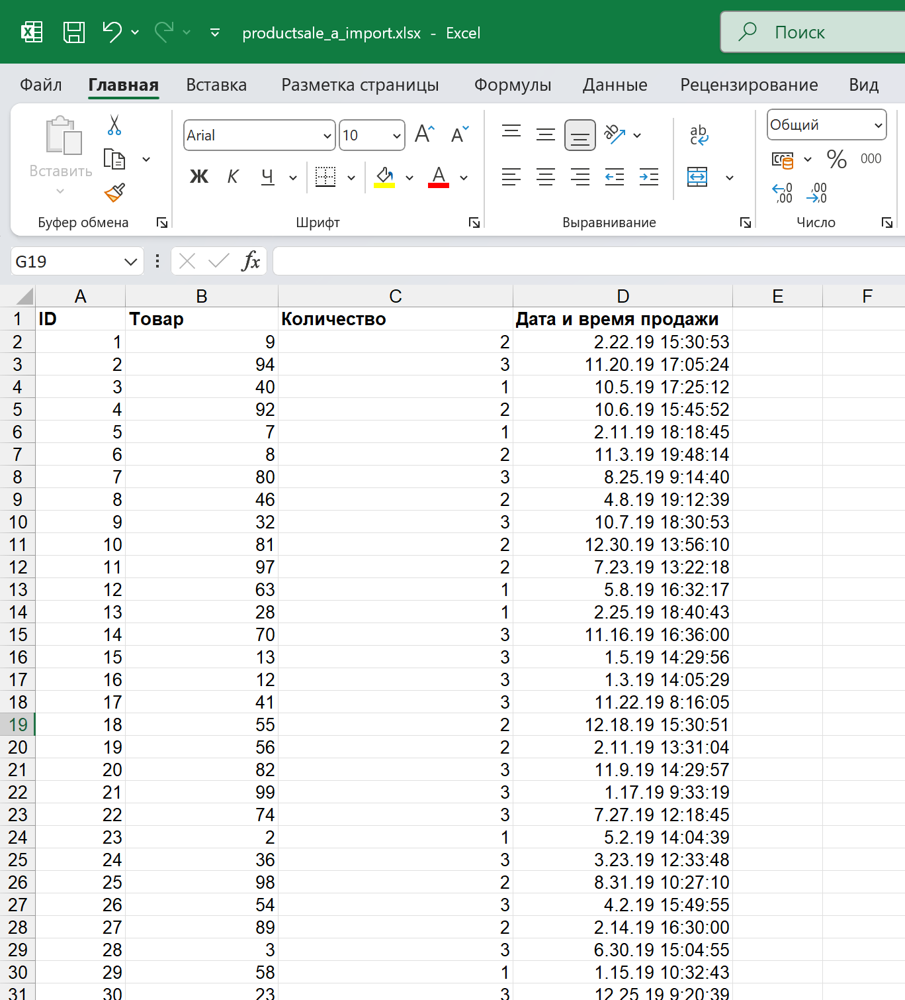 productsale_a_import.xlsx - Excel
Поиск
Файл Главная Вставка Разметка страницы Формулы Данные Рецензирование Вид
Вставить
Буфер обмена
Arial 10
Ж К Ч
Шрифт
Выравнивание
Общий
% 000
Число
G19
fx
A B C D E F
1 ID Товар Количество Дата и время продажи
2 1 9 2 2.22.19 15:30:53
3 2 94 3 11.20.19 17:05:24
4 3 40 1 10.5.19 17:25:12
5 4 92 2 10.6.19 15:45:52
6 5 7 1 2.11.19 18:18:45
7 6 8 2 11.3.19 19:48:14
8 7 80 3 8.25.19 9:14:40
9 8 46 2 4.8.19 19:12:39
10 9 32 3 10.7.19 18:30:53
11 10 81 2 12.30.19 13:56:10
12 11 97 2 7.23.19 13:22:18
13 12 63 1 5.8.19 16:32:17
14 13 28 1 2.25.19 18:40:43
15 14 70 3 11.16.19 16:36:00
16 15 13 3 1.5.19 14:29:56
17 16 12 3 1.3.19 14:05:29
18 17 41 3 11.22.19 8:16:05
19 18 55 2 12.18.19 15:30:51
20 19 56 2 2.11.19 13:31:04
21 20 82 3 11.9.19 14:29:57
22 21 99 3 1.17.19 9:33:19
23 22 74 3 7.27.19 12:18:45
24 23 2 1 5.2.19 14:04:39
25 24 36 3 3.23.19 12:33:48
26 25 98 2 8.31.19 10:27:10
27 26 54 3 4.2.19 15:49:55
28 27 89 2 2.14.19 16:30:00
29 28 3 3 6.30.19 15:04:55
30 29 58 1 1.15.19 10:32:43
31 30 23 3 12.25.19 9:20:39